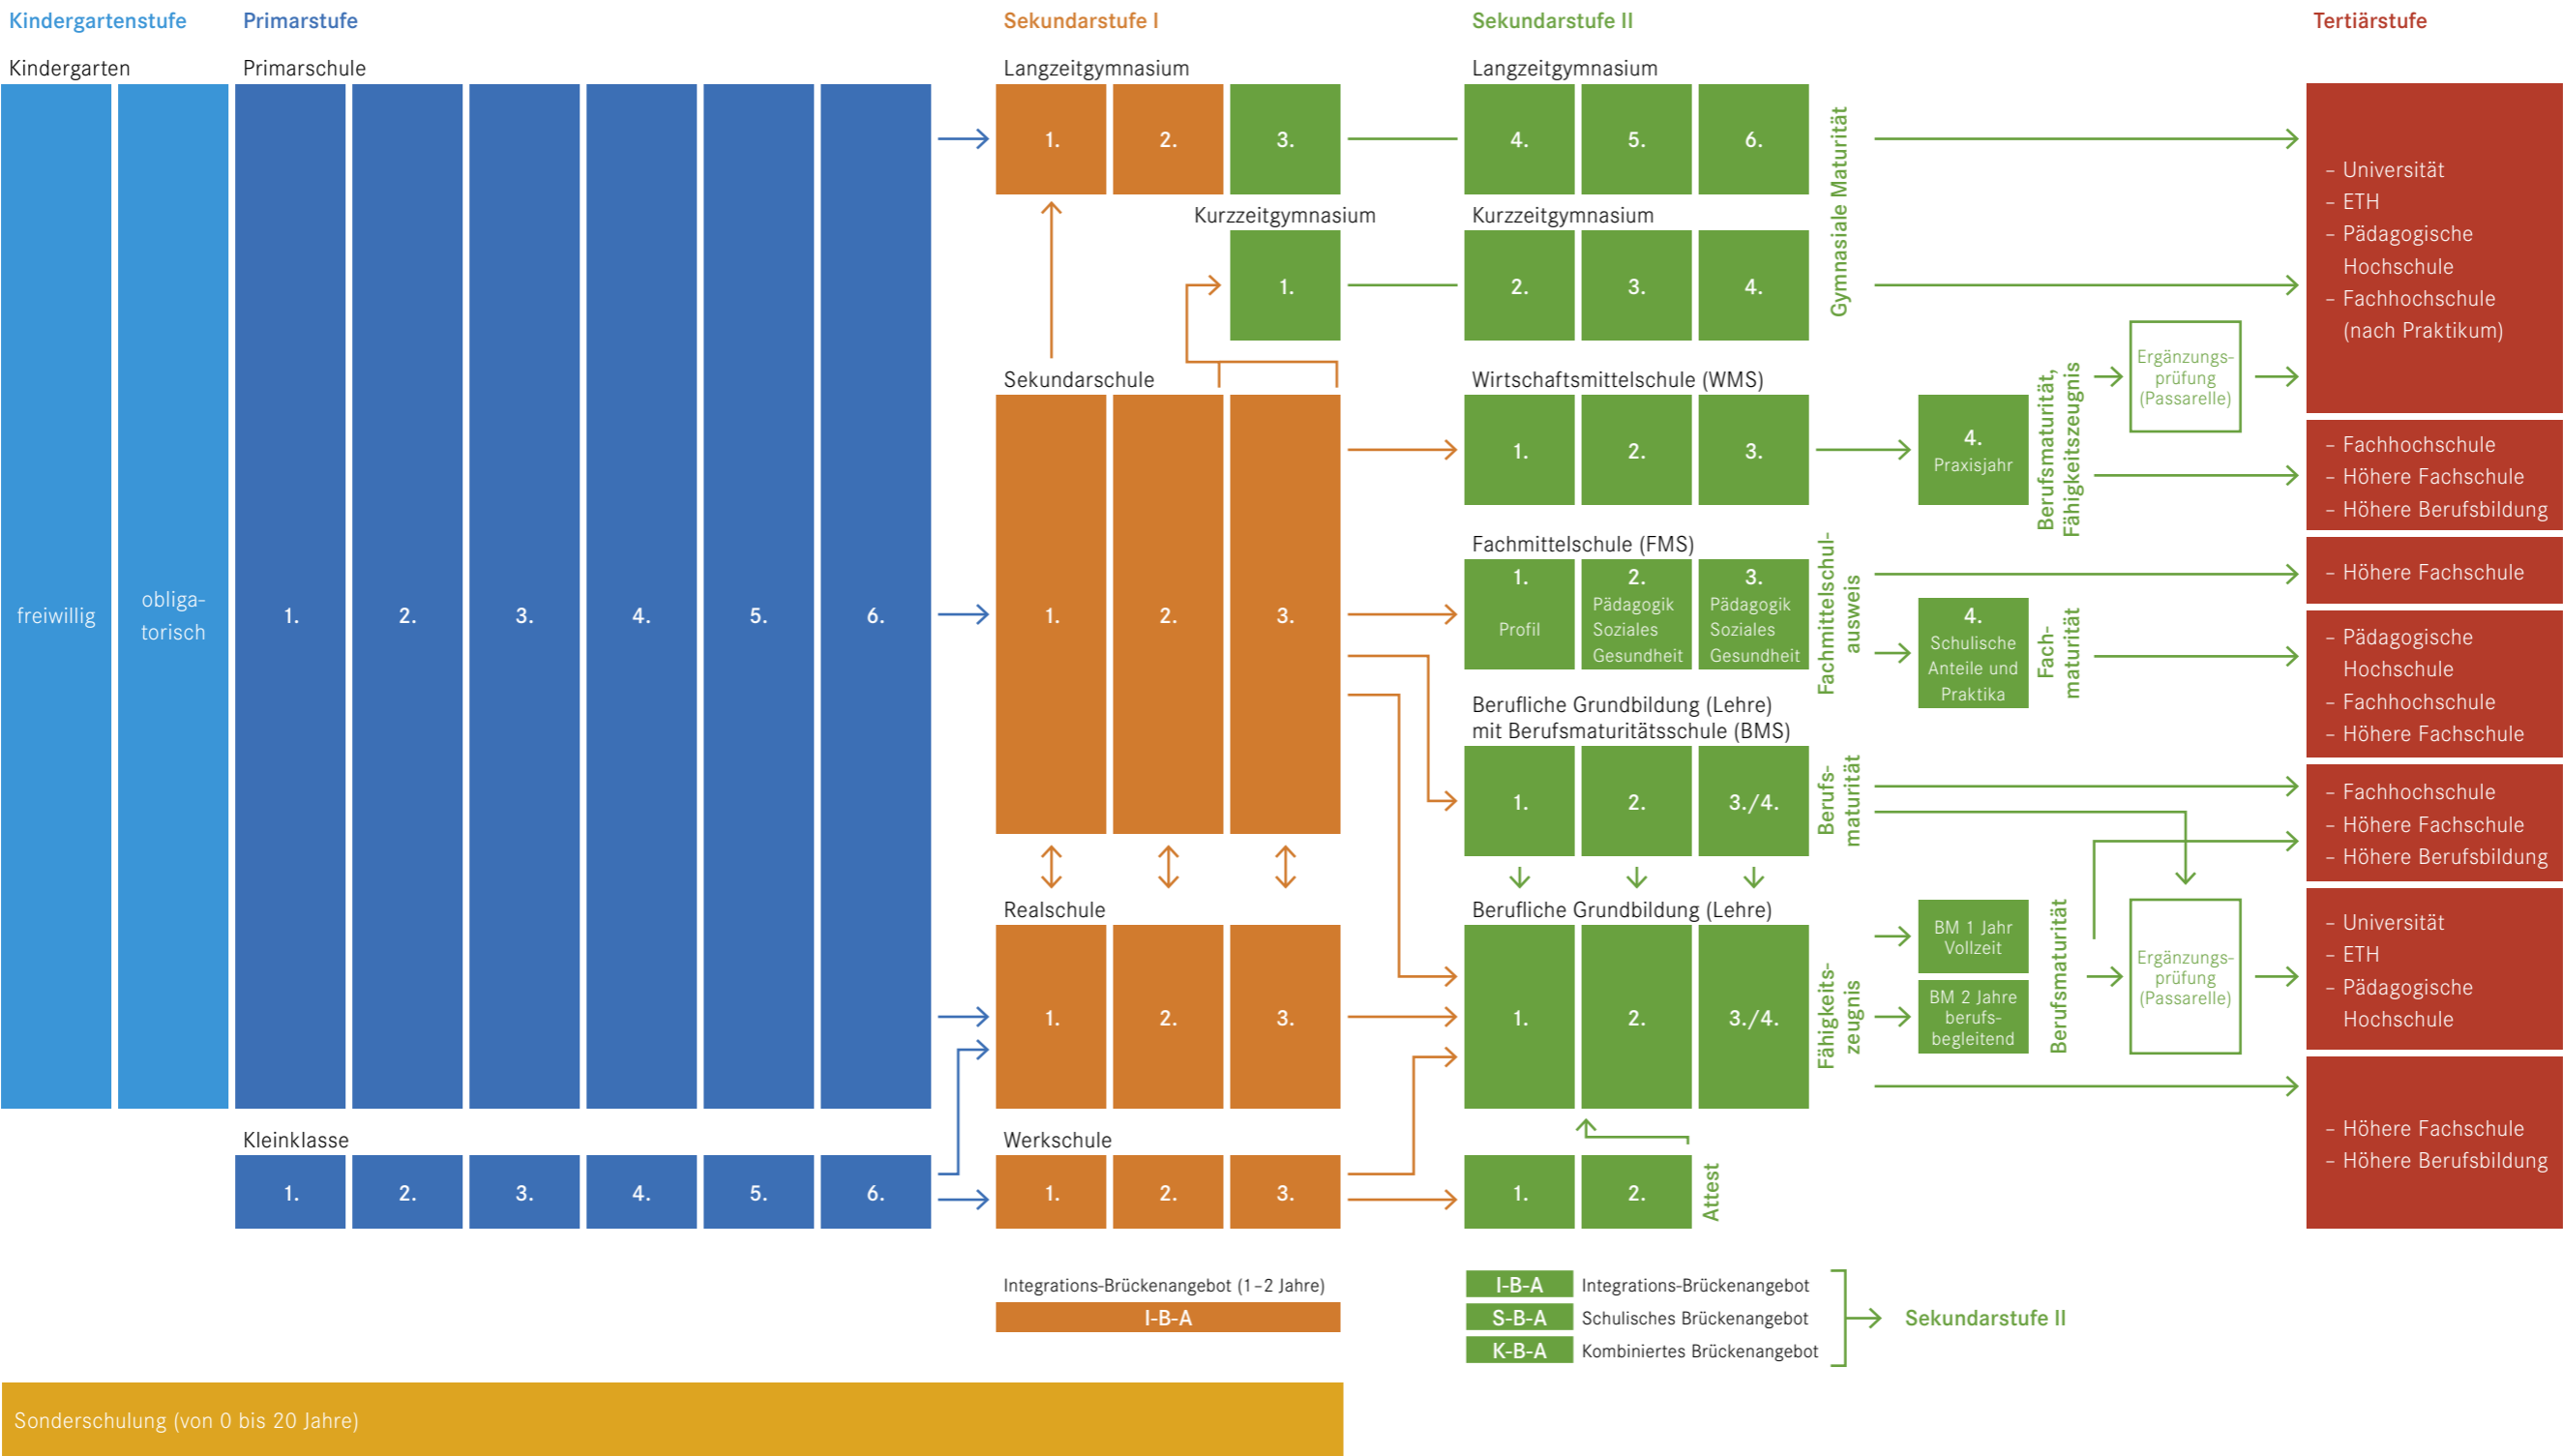 Kindergartenstufe
Primarstufe
Sekundarstufe I
Sekundarstufe II
Tertiärstufe
Kindergarten
freiwillig
obliga-
torisch
Primarschule
1.
2.
3.
4.
5.
6.
Kleinklasse
1.
2.
3.
4.
5.
6.
Langzeitgymnasium
1.
2.
3.
Kurzzeitgymnasium
1.
Sekundarschule
1.
2.
3.
Realschule
1.
2.
3.
Werkschule
1.
2.
3.
Integrations-Brückenangebot (1–2 Jahre)
I-B-A
Langzeitgymnasium
4.
5.
6.
Kurzzeitgymnasium
2.
3.
4.
Gymnasiale Maturität
Wirtschaftsmittelschule (WMS)
1.
2.
3.
4.
Praxisjahr
Berufsmaturität,
Fähigkeitszeugnis
Ergänzungs-
prüfung
(Passarelle)
Fachmittelschule (FMS)
1.
Profil
2.
Pädagogik
Soziales
Gesundheit
3.
Pädagogik
Soziales
Gesundheit
Fachmittelschul-
ausweis
4.
Schulische
Anteile und
Praktika
Fach-
maturität
Berufliche Grundbildung (Lehre)
mit Berufsmaturitätsschule (BMS)
1.
2.
3./4.
Berufs-
maturität
Berufliche Grundbildung (Lehre)
1.
2.
3./4.
Fähigkeits-
zeugnis
BM 1 Jahr
Vollzeit
BM 2 Jahre
berufs-
begleitend
Berufsmaturität
Ergänzungs-
prüfung
(Passarelle)
1.
2.
Attest
I-B-A Integrations-Brückenangebot
S-B-A Schulisches Brückenangebot
K-B-A Kombiniertes Brückenangebot
Sekundarstufe II
– Universität
– ETH
– Pädagogische
Hochschule
– Fachhochschule
(nach Praktikum)
– Fachhochschule
– Höhere Fachschule
– Höhere Berufsbildung
– Höhere Fachschule
– Pädagogische
Hochschule
– Fachhochschule
– Höhere Fachschule
– Fachhochschule
– Höhere Fachschule
– Höhere Berufsbildung
– Universität
– ETH
– Pädagogische
Hochschule
– Höhere Fachschule
– Höhere Berufsbildung
Sonderschulung (von 0 bis 20 Jahre)